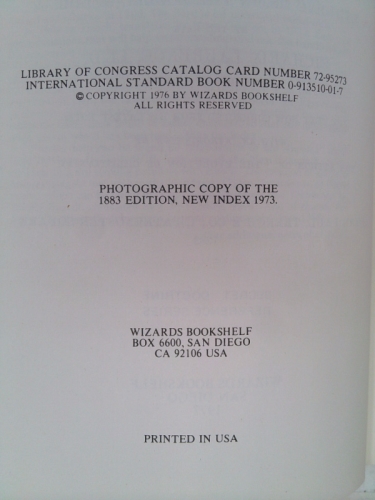 LIBRARY OF CONGRESS CATALOG CARD NUMBER 72-95273
INTERNATIONAL STANDARD BOOK NUMBER 0-913510-01-7
© COPYRIGHT 1976 BY WIZARDS BOOKSHELF
ALL RIGHTS RESERVED
PHOTOGRAPHIC COPY OF THE
1883 EDITION, NEW INDEX 1973.
WIZARDS BOOKSHELF
BOX 6600, SAN DIEGO
CA 92106 USA
PRINTED IN USA